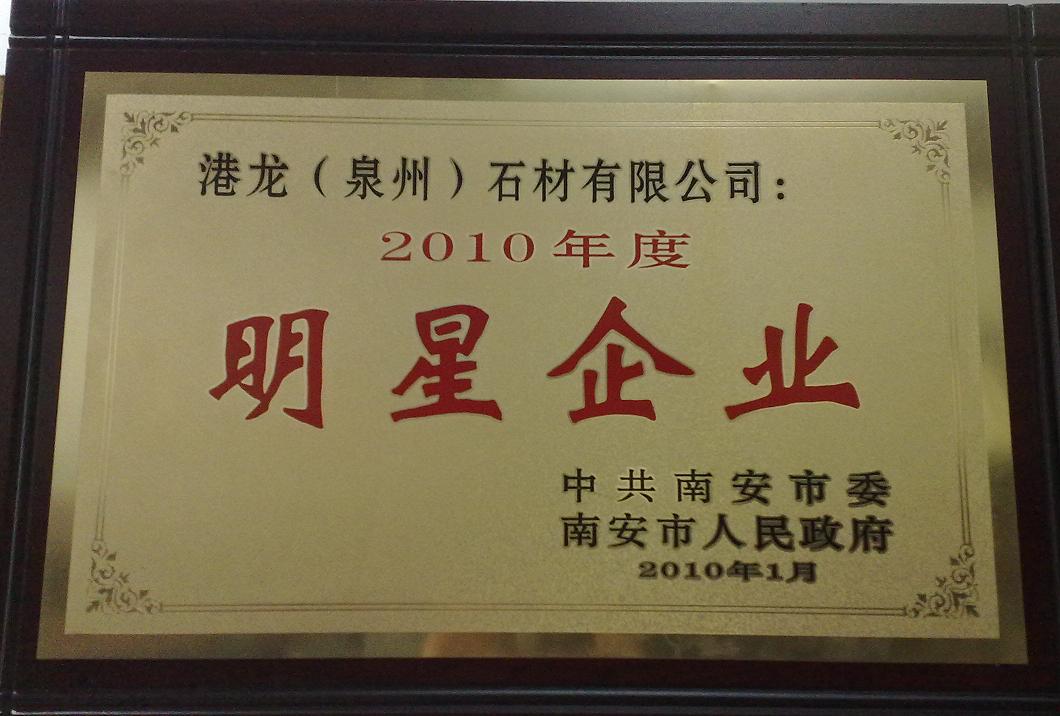 港龙（泉州）石材有限公司：
2010年度
明星企业
中共南安市委
南安市人民政府
2010年1月